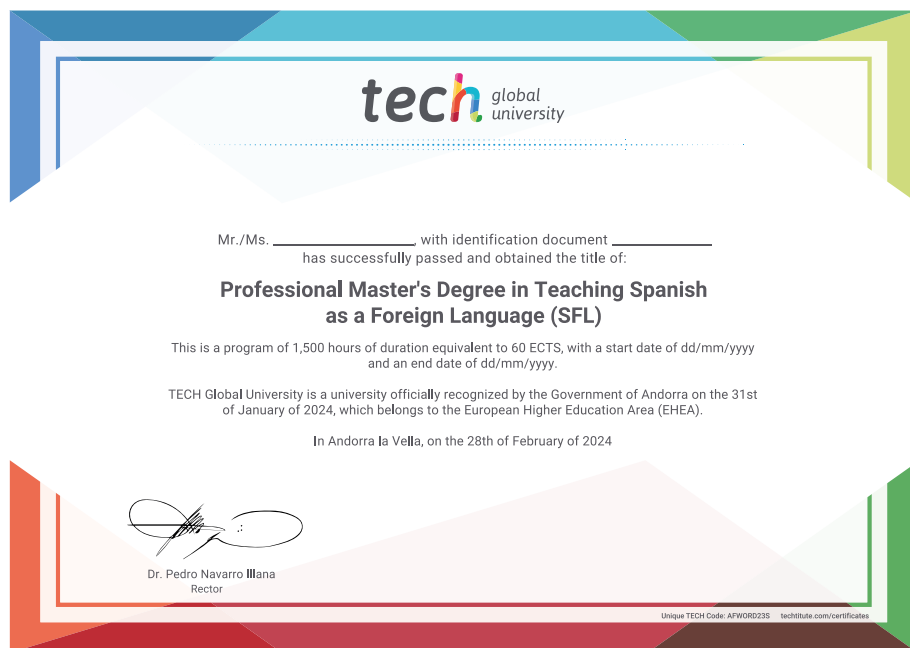 tech global university
Mr./Ms. ____________, with identification document ____________
has successfully passed and obtained the title of:
Professional Master's Degree in Teaching Spanish
as a Foreign Language (SFL)
This is a program of 1,500 hours of duration equivalent to 60 ECTS, with a start date of dd/mm/yyyy
and an end date of dd/mm/yyyy.
TECH Global University is a university officially recognized by the Government of Andorra on the 31st
of January of 2024, which belongs to the European Higher Education Area (EHEA).
In Andorra la Vella, on the 28th of February of 2024
Dr. Pedro Navarro Illana
Rector
Unique TECH Code: AFWORD23S techtitute.com/certificates